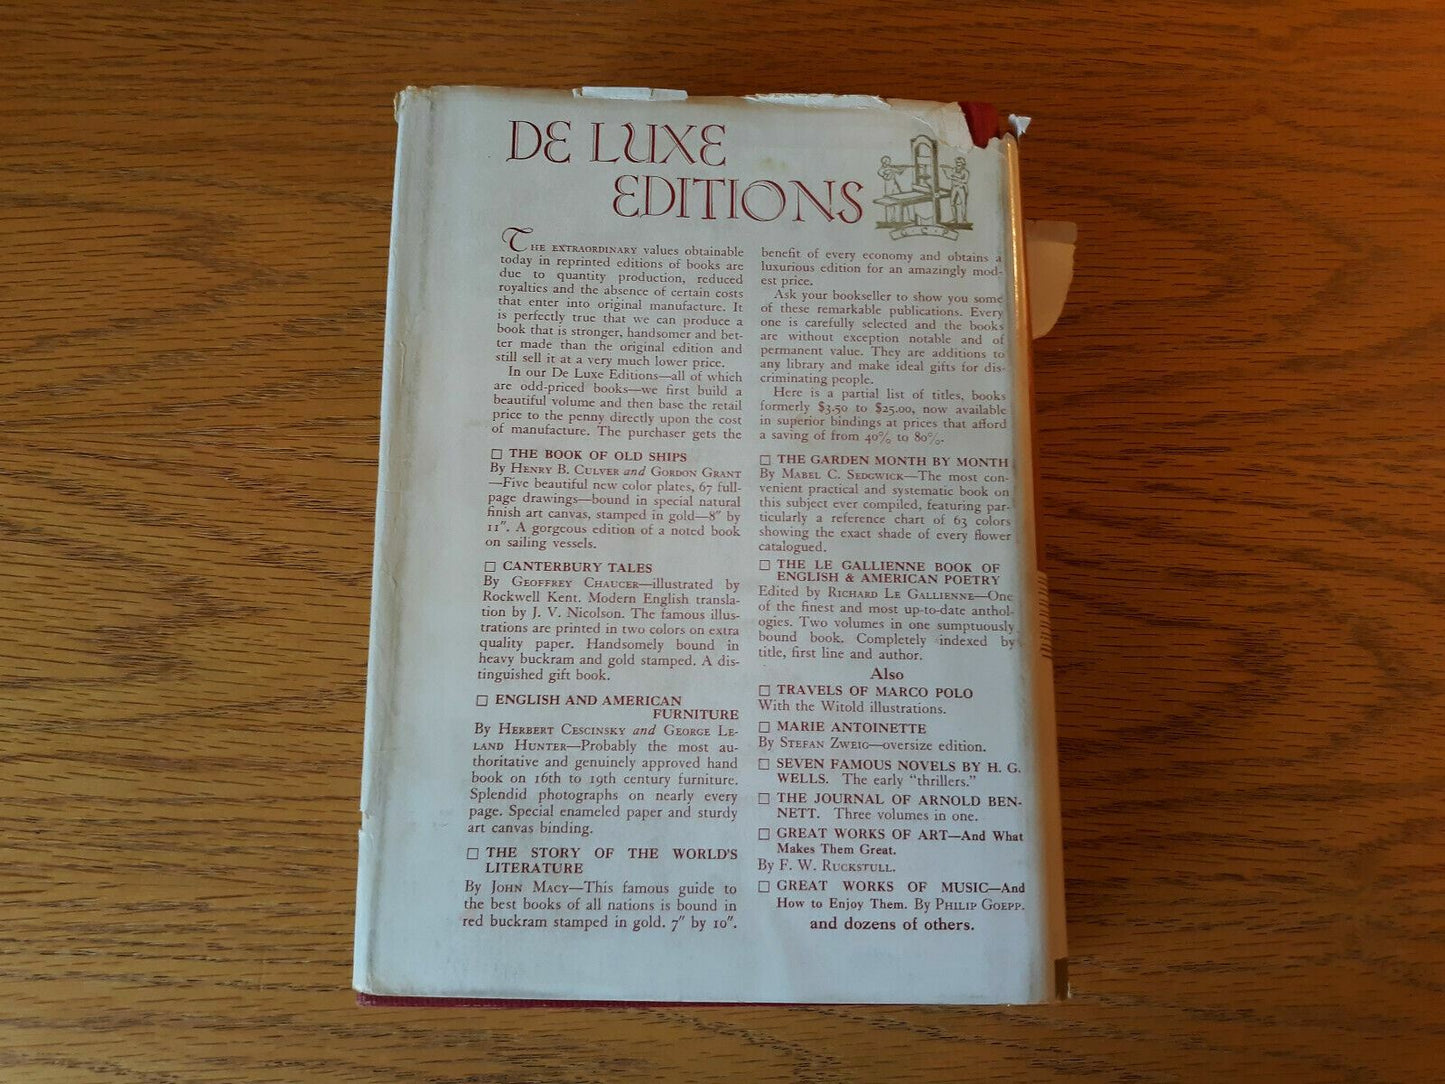 DE LUXE
EDITIONS
G. C. P.
THE EXTRAORDINARY values obtainable
today in reprinted editions of books are
due to quantity production, reduced
royalties and the absence of certain costs
that enter into original manufacture. It
is perfectly true that we can produce a
book that is stronger, handsomer and bet-
ter made than the original edition and
still sell it at a very much lower price.
In our De Luxe Editions—all of which
are odd-priced books—we first build a
beautiful volume and then base the retail
price to the penny directly upon the cost
of manufacture. The purchaser gets the
☐ THE BOOK OF OLD SHIPS
By HENRY B. CULVER and GORDON GRANT
—Five beautiful new color plates, 67 full-
page drawings—bound in special natural
finish art canvas, stamped in gold—8" by
11". A gorgeous edition of a noted book
on sailing vessels.
☐ CANTERBURY TALES
By GEOFFREY CHAUCER—illustrated by
Rockwell Kent. Modern English transla-
tion by J. V. Nicolson. The famous illus-
trations are printed in two colors on extra
quality paper. Handsomely bound in
heavy buckram and gold stamped. A dis-
tinguished gift book.
☐ ENGLISH AND AMERICAN
FURNITURE
By HERBERT CESCINSKY and GEORGE LE-
LAND HUNTER—Probably the most au-
thoritative and genuinely approved hand
book on 16th to 19th century furniture.
Splendid photographs on nearly every
page. Special enameled paper and sturdy
art canvas binding.
☐ THE STORY OF THE WORLD'S
LITERATURE
By JOHN MACY—This famous guide to
the best books of all nations is bound in
red buckram stamped in gold. 7" by 10".
benefit of every economy and obtains a
luxurious edition for an amazingly mod-
est price.
Ask your bookseller to show you some
of these remarkable publications. Every
one is carefully selected and the books
are without exception notable and of
permanent value. They are additions to
any library and make ideal gifts for dis-
criminating people.
Here is a partial list of titles, books
formerly $3.50 to $25.00, now available
in superior bindings at prices that afford
a saving of from 40% to 80%.
☐ THE GARDEN MONTH BY MONTH
By MABEL C. SEDGWICK—The most con-
venient practical and systematic book on
this subject ever compiled, featuring par-
ticularly a reference chart of 63 colors
showing the exact shade of every flower
catalogued.
☐ THE LE GALLIENNE BOOK OF
ENGLISH & AMERICAN POETRY
Edited by RICHARD LE GALLIENNE—One
of the finest and most up-to-date anthol-
ogies. Two volumes in one sumptuously
bound book. Completely indexed by
title, first line and author.
Also
☐ TRAVELS OF MARCO POLO
With the Witold illustrations.
☐ MARIE ANTOINETTE
By STEFAN ZWEIG—oversize edition.
☐ SEVEN FAMOUS NOVELS BY H. G.
WELLS. The early "thrillers."
☐ THE JOURNAL OF ARNOLD BEN-
NETT. Three volumes in one.
☐ GREAT WORKS OF ART—And What
Makes Them Great.
By F. W. RUCKSTULL.
☐ GREAT WORKS OF MUSIC—And
How to Enjoy Them. By PHILIP GOEPP.
and dozens of others.